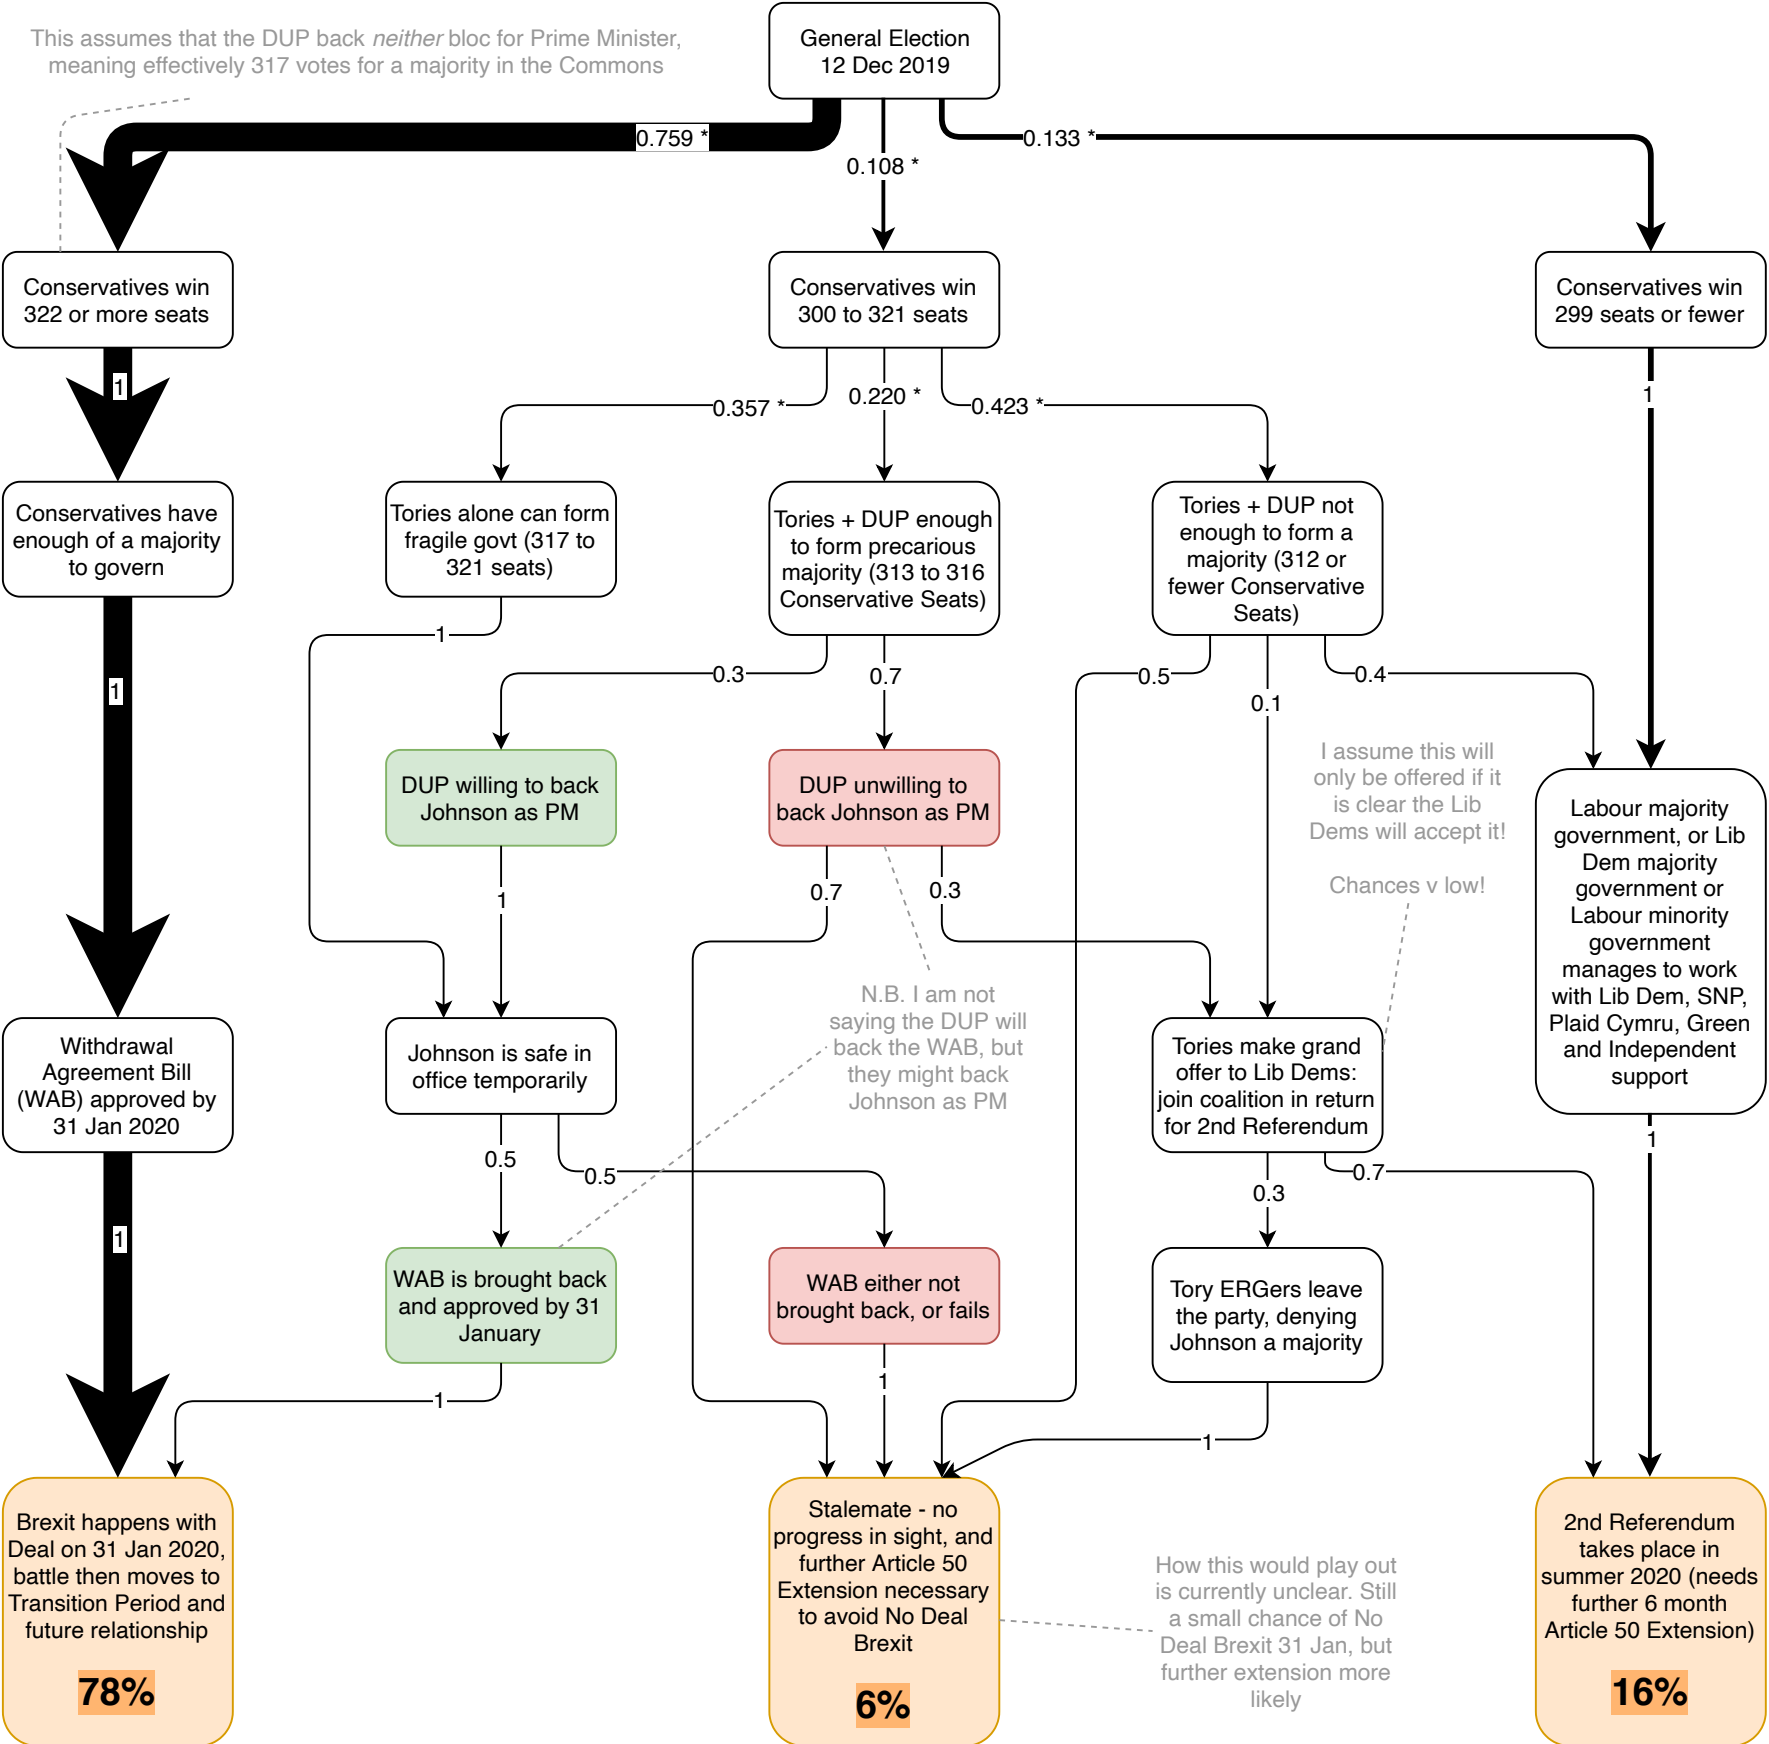 This assumes that the DUP back neither bloc for Prime Minister,
meaning effectively 317 votes for a majority in the Commons
General Election
12 Dec 2019
0.759 *
0.108 *
0.133 *
Conservatives win
322 or more seats
Conservatives win
300 to 321 seats
Conservatives win
299 seats or fewer
1
0.357 *
0.220 *
0.423 *
1
Conservatives have
enough of a majority
to govern
Tories alone can form
fragile govt (317 to
321 seats)
Tories + DUP enough
to form precarious
majority (313 to 316
Conservative Seats)
Tories + DUP not
enough to form a
majority (312 or
fewer Conservative
Seats)
1
1
0.3
0.7
0.5
0.1
0.4
DUP willing to back
Johnson as PM
DUP unwilling to
back Johnson as PM
I assume this will
only be offered if it
is clear the Lib
Dems will accept it!
Chances v low!
Labour majority
government, or Lib
Dem majority
government or
Labour minority
government
manages to work
with Lib Dem, SNP,
Plaid Cymru, Green
and Independent
support
1
0.7
0.3
N.B. I am not
saying the DUP will
back the WAB, but
they might back
Johnson as PM
Withdrawal
Agreement Bill
(WAB) approved by
31 Jan 2020
Johnson is safe in
office temporarily
Tories make grand
offer to Lib Dems:
join coalition in return
for 2nd Referendum
1
0.5
0.5
0.3
0.7
1
WAB is brought back
and approved by 31
January
WAB either not
brought back, or fails
Tory ERGers leave
the party, denying
Johnson a majority
1
1
1
Brexit happens with
Deal on 31 Jan 2020,
battle then moves to
Transition Period and
future relationship
78%
Stalemate - no
progress in sight, and
further Article 50
Extension necessary
to avoid No Deal
Brexit
6%
How this would play out
is currently unclear. Still
a small chance of No
Deal Brexit 31 Jan, but
further extension more
likely
2nd Referendum
takes place in
summer 2020 (needs
further 6 month
Article 50 Extension)
16%